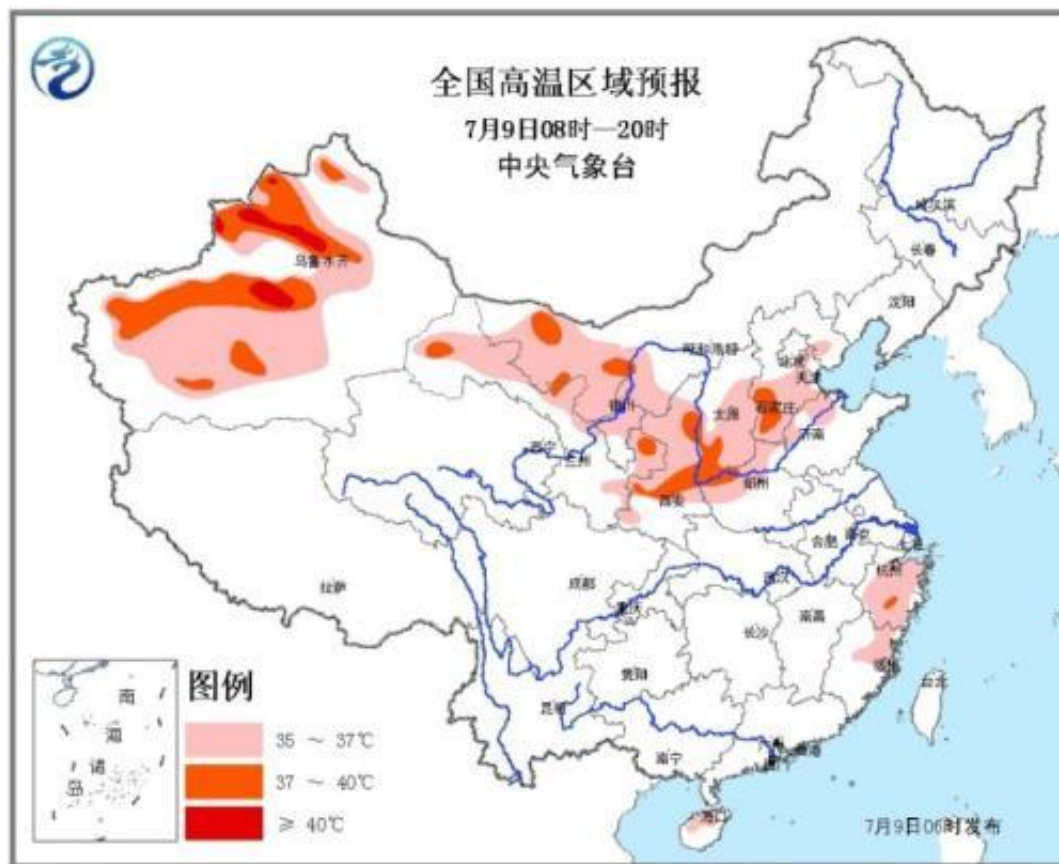 全国高温区域预报
7月9日08时—20时
中央气象台
哈尔滨
长春
乌鲁木齐
沈阳
呼和浩特
北京
天津
银川
太原
石家庄
济南
西宁
兰州
西安
郑州
合肥
南京
上海
杭州
武汉
拉萨
成都
重庆
长沙
南昌
贵阳
福州
台北
昆明
南宁
香港
海口
南
海
诸
岛
图例
35 ~ 37℃
37 ~ 40℃
≥ 40℃
7月9日06时发布